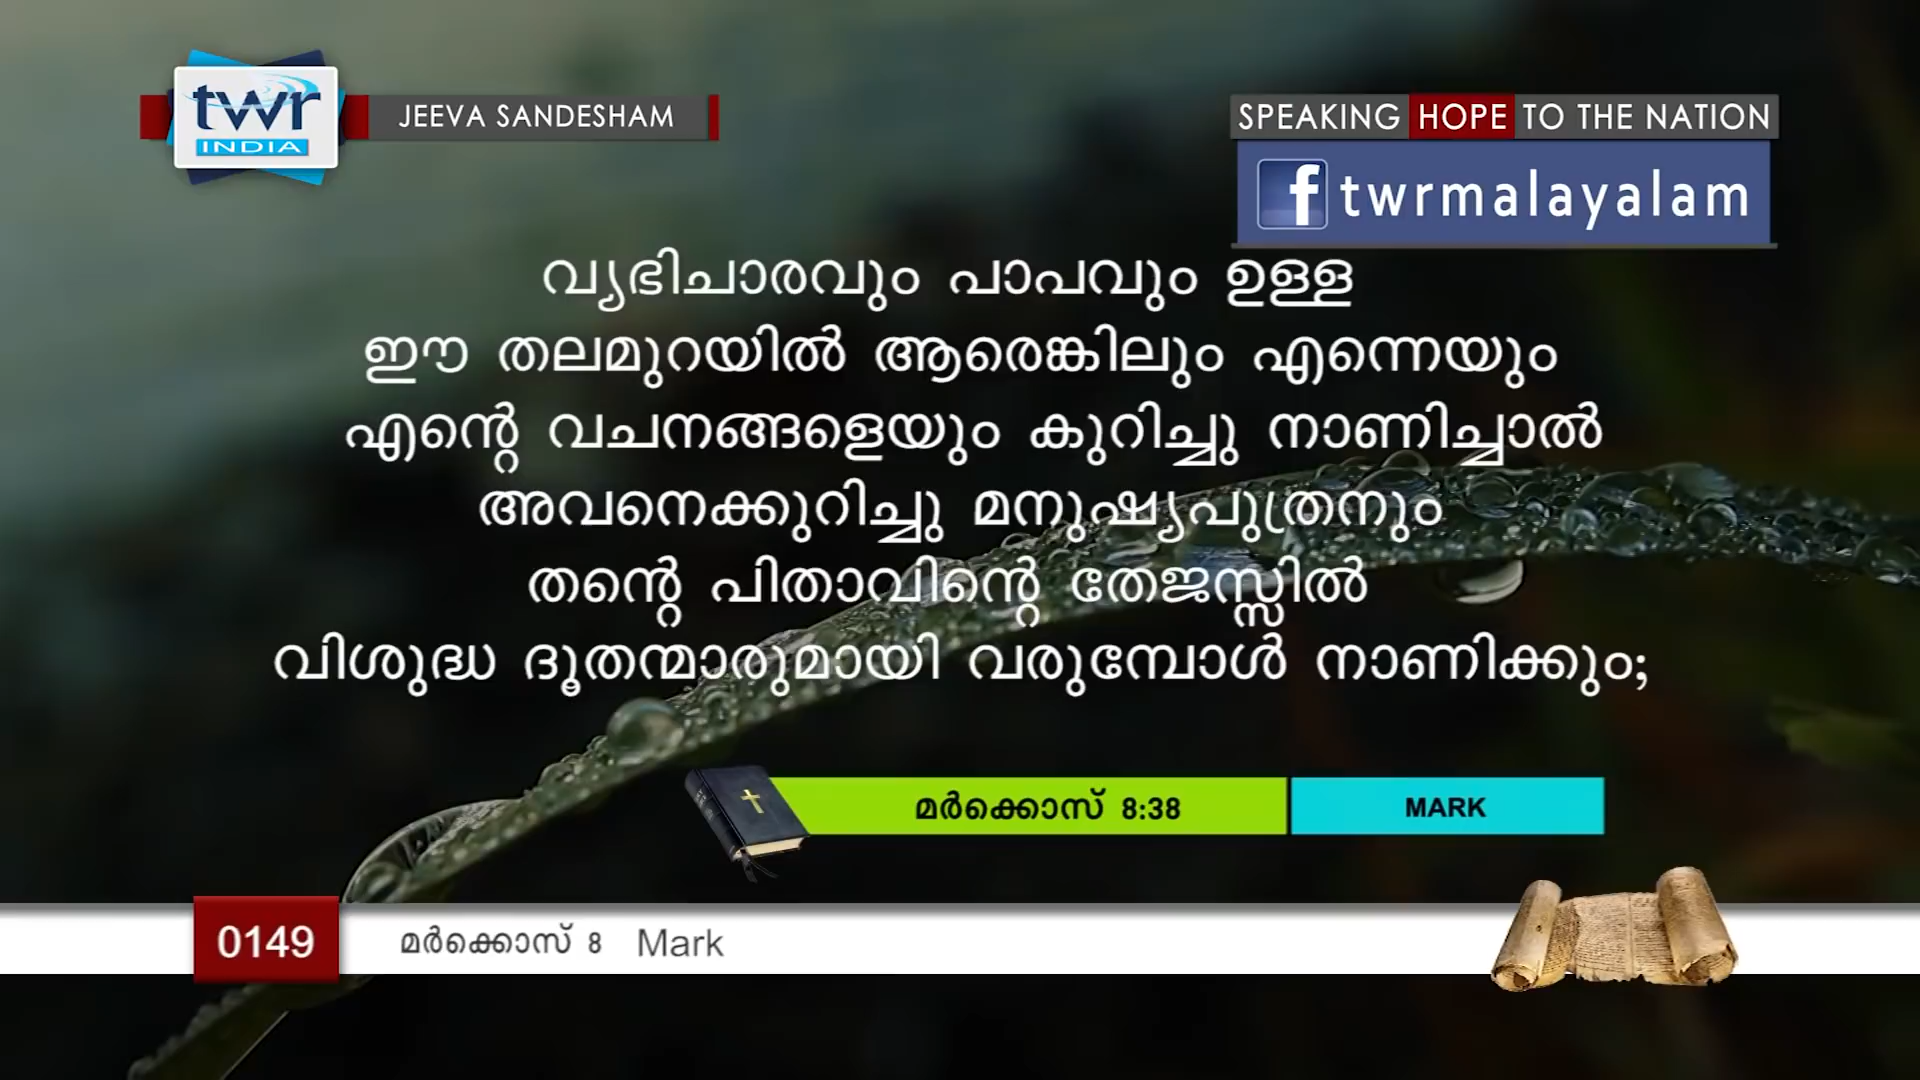 twr
INDIA
JEEVA SANDESHAM
SPEAKING HOPE TO THE NATION
f twrmalayalam
വ്യഭിചാരവും പാപവും ഉള്ള
ഈ തലമുറയിൽ ആരെങ്കിലും എന്നെയും
എന്റെ വചനങ്ങളെയും കുറിച്ചു നാണിച്ചാൽ
അവനെക്കുറിച്ചു മനുഷ്യപുത്രനും
തന്റെ പിതാവിന്റെ തേജസ്സിൽ
വിശുദ്ധ ദൂതന്മാരുമായി വരുമ്പോൾ നാണിക്കും;
മർക്കൊസ് 8:38 MARK
0149 മർക്കൊസ് 8 Mark